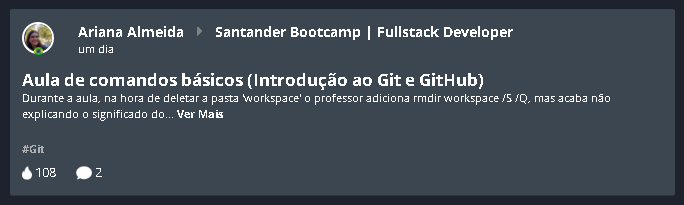 Ariana Almeida Santander Bootcamp | Fullstack Developer
um dia
Aula de comandos básicos (Introdução ao Git e GitHub)
Durante a aula, na hora de deletar a pasta 'workspace' o professor adiciona rmdir workspace /S /Q, mas acaba não
explicando o significado do... Ver Mais
#Git
108 2